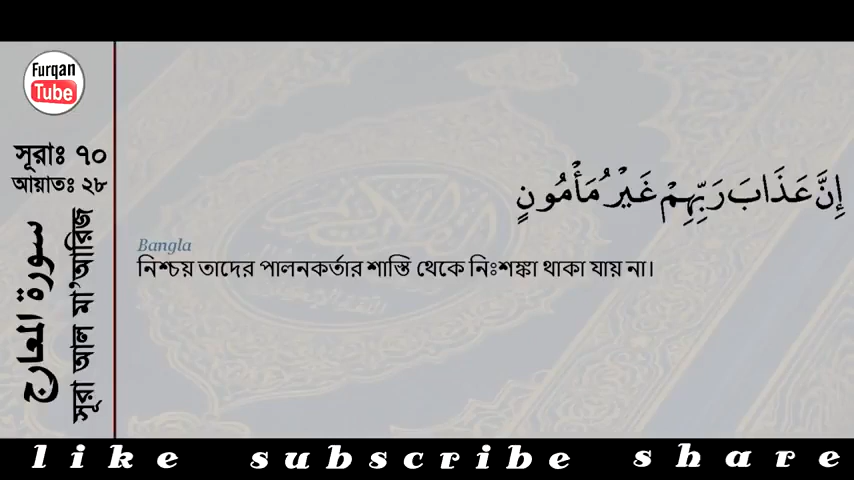 Furqan
Tube
সূরাঃ ৭০
আয়াতঃ ২৮
سورة المعارج
সূরা আল মা’আরিজ
إِنَّ عَذَابَ رَبِّهِمْ غَيْرُ مَأْمُونٍ
Bangla
নিশ্চয় তাদের পালনকর্তার শাস্তি থেকে নিঃশঙ্কা থাকা যায় না।
like subscribe share